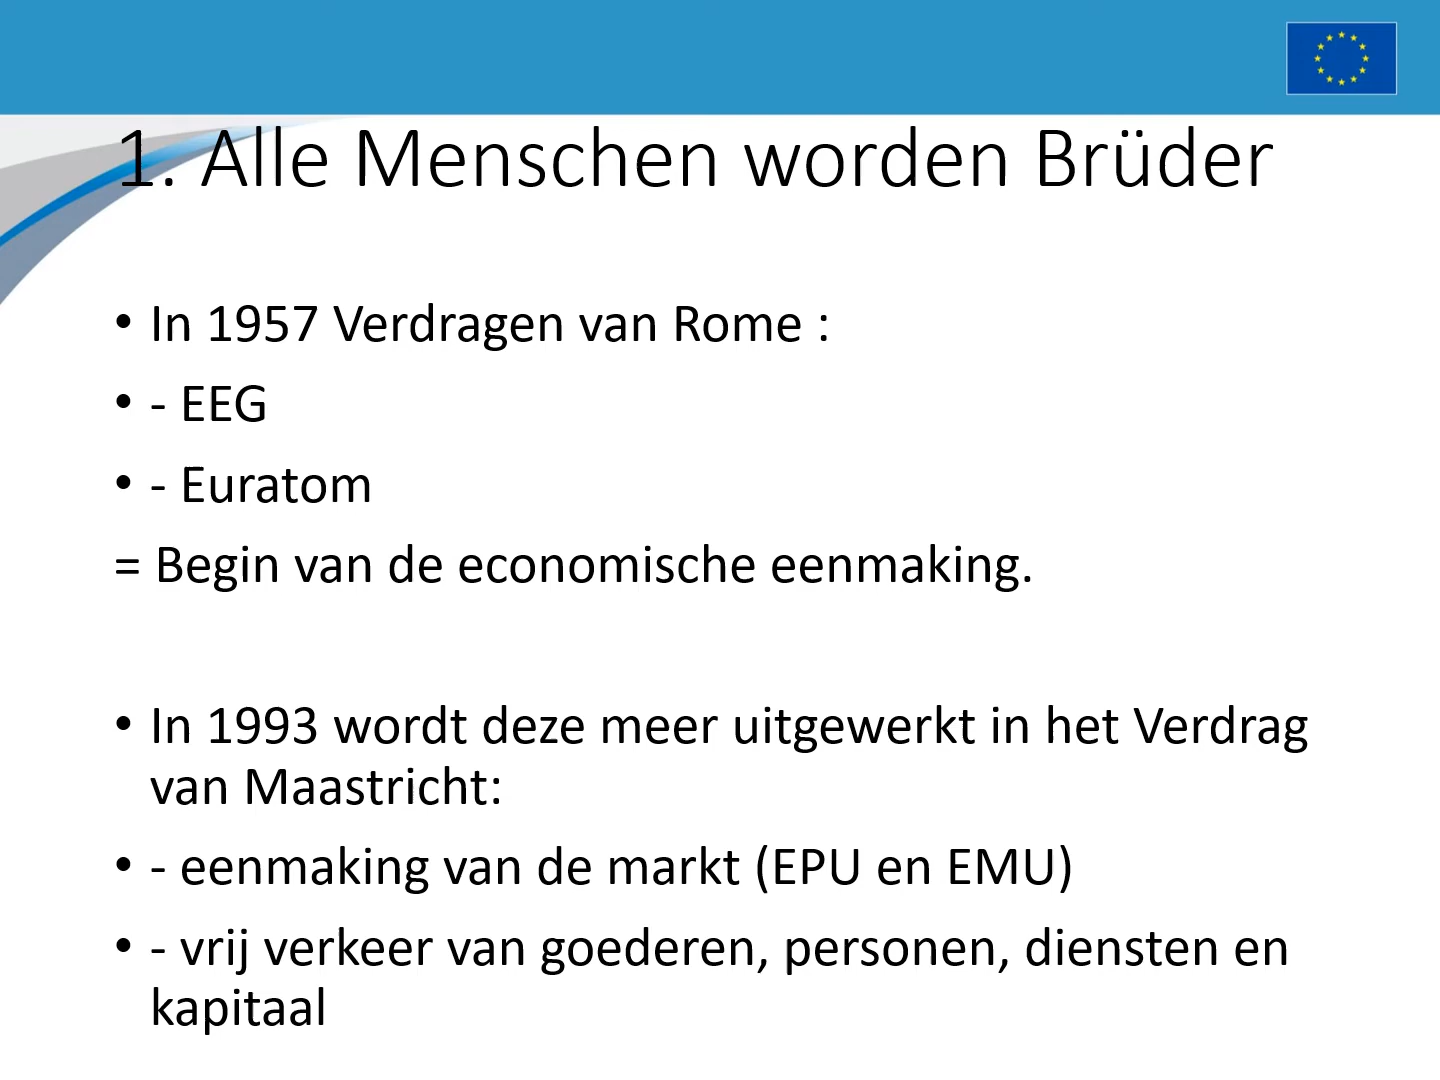 1. Alle Menschen worden Brüder
• In 1957 Verdragen van Rome :
• - EEG
• - Euratom
= Begin van de economische eenmaking.
• In 1993 wordt deze meer uitgewerkt in het Verdrag
van Maastricht:
• - eenmaking van de markt (EPU en EMU)
• - vrij verkeer van goederen, personen, diensten en
kapitaal